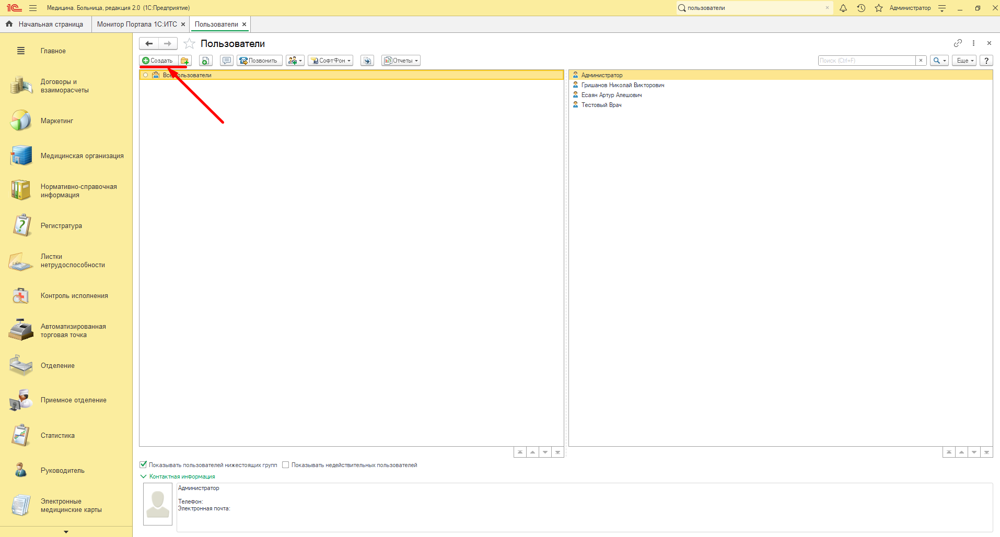 Медицина. Больница, редакция 2.0 (1С:Предприятие)
пользователи
Администратор
Начальная страница
Монитор Портала 1С:ИТС
Пользователи
Главное
Договоры и
взаиморасчеты
Маркетинг
Медицинская организация
Нормативно-справочная
информация
Регистратура
Листки
нетрудоспособности
Контроль исполнения
Автоматизированная
торговая точка
Отделение
Приемное отделение
Статистика
Руководитель
Электронные
медицинские карты
Пользователи
Создать
Позвонить
СофтФон
Отчеты
Поиск (Ctrl+F)
Еще
?
Все пользователи
Администратор
Гришанов Николай Викторович
Есаян Артур Алешович
Тестовый Врач
Показывать пользователей нижестоящих групп
Показывать недействительных пользователей
Контактная информация
Администратор
Телефон:
Электронная почта: